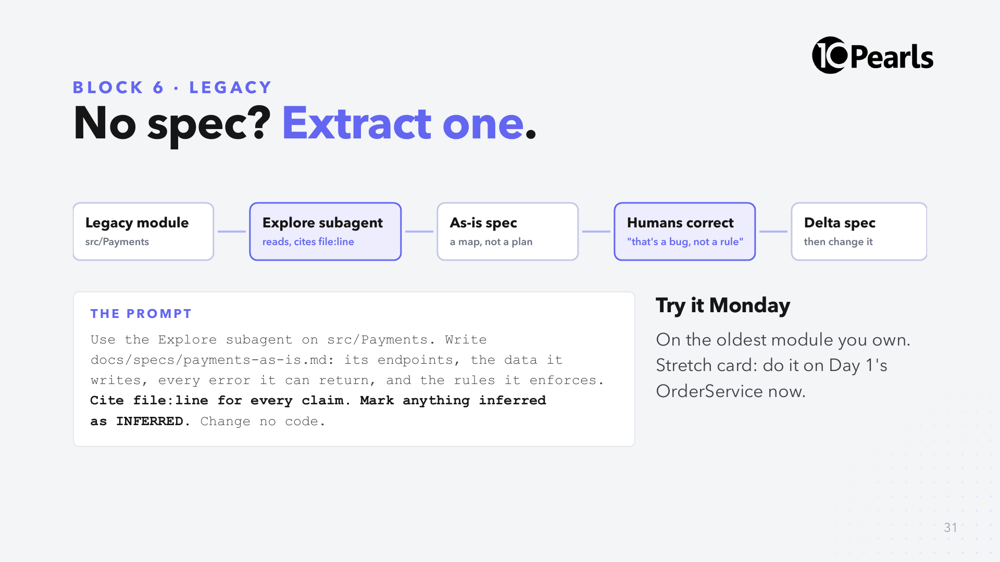 10Pearls
BLOCK 6 · LEGACY
No spec? Extract one.
Legacy module
src/Payments
Explore subagent
reads, cites file:line
As-is spec
a map, not a plan
Humans correct
"that's a bug, not a rule"
Delta spec
then change it
THE PROMPT
Use the Explore subagent on src/Payments. Write
docs/specs/payments-as-is.md: its endpoints, the data it
writes, every error it can return, and the rules it enforces.
Cite file:line for every claim. Mark anything inferred
as INFERRED. Change no code.
Try it Monday
On the oldest module you own.
Stretch card: do it on Day 1's
OrderService now.
31